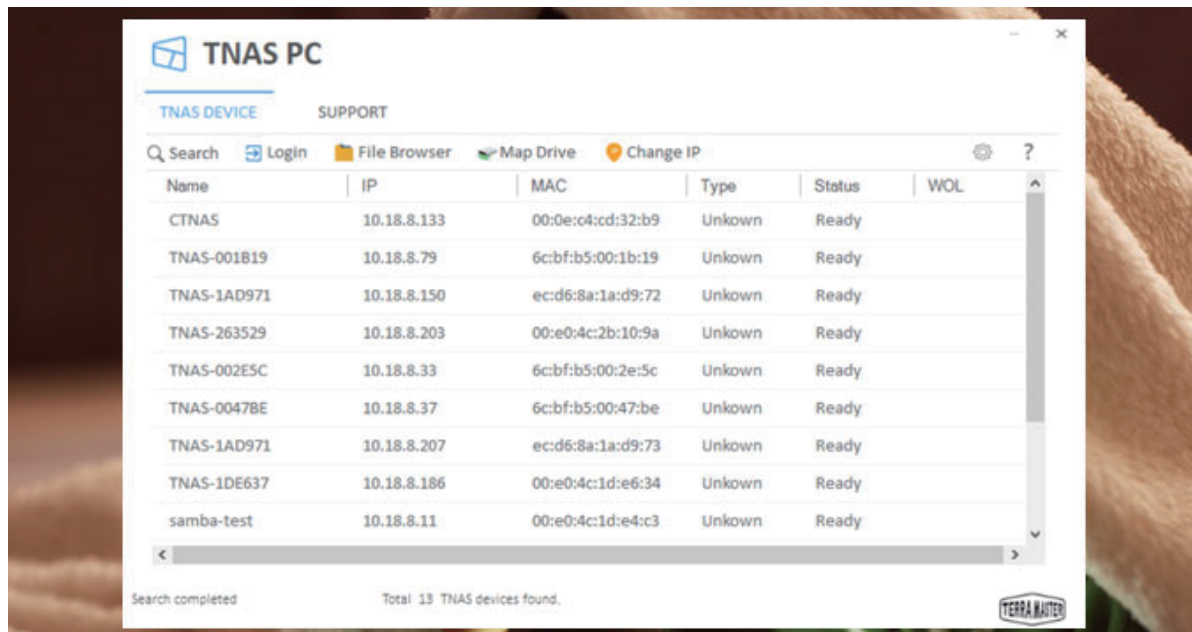 TNAS PC
TNAS DEVICE SUPPORT
Search Login File Browser Map Drive Change IP ?
Name IP MAC Type Status WOL
CTNAS 10.18.8.133 00:0e:c4:cd:32:b9 Unkown Ready
TNAS-001B19 10.18.8.79 6c:bf:b5:00:1b:19 Unkown Ready
TNAS-1AD971 10.18.8.150 ec:d6:8a:1a:d9:72 Unkown Ready
TNAS-263529 10.18.8.203 00:e0:4c:2b:10:9a Unkown Ready
TNAS-002E5C 10.18.8.33 6c:bf:b5:00:2e:5c Unkown Ready
TNAS-0047BE 10.18.8.37 6c:bf:b5:00:47:be Unkown Ready
TNAS-1AD971 10.18.8.207 ec:d6:8a:1a:d9:73 Unkown Ready
TNAS-1DE637 10.18.8.186 00:e0:4c:1d:e6:34 Unkown Ready
samba-test 10.18.8.11 00:e0:4c:1d:e4:c3 Unkown Ready
Search completed Total 13 TNAS devices found.
TERRAMASTER